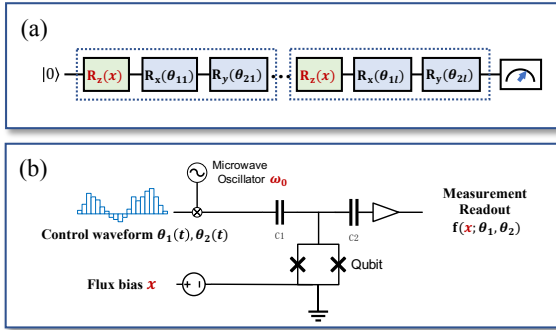 (a)
|0⟩ R_z(x) R_x(θ_11) R_y(θ_21) ··· R_z(x) R_x(θ_1l) R_y(θ_2l)
(b)
Microwave
Oscillator ω_0
Control waveform θ_1(t), θ_2(t)
C1
C2
Measurement
Readout
f(x; θ_1, θ_2)
Qubit
Flux bias x
+ -